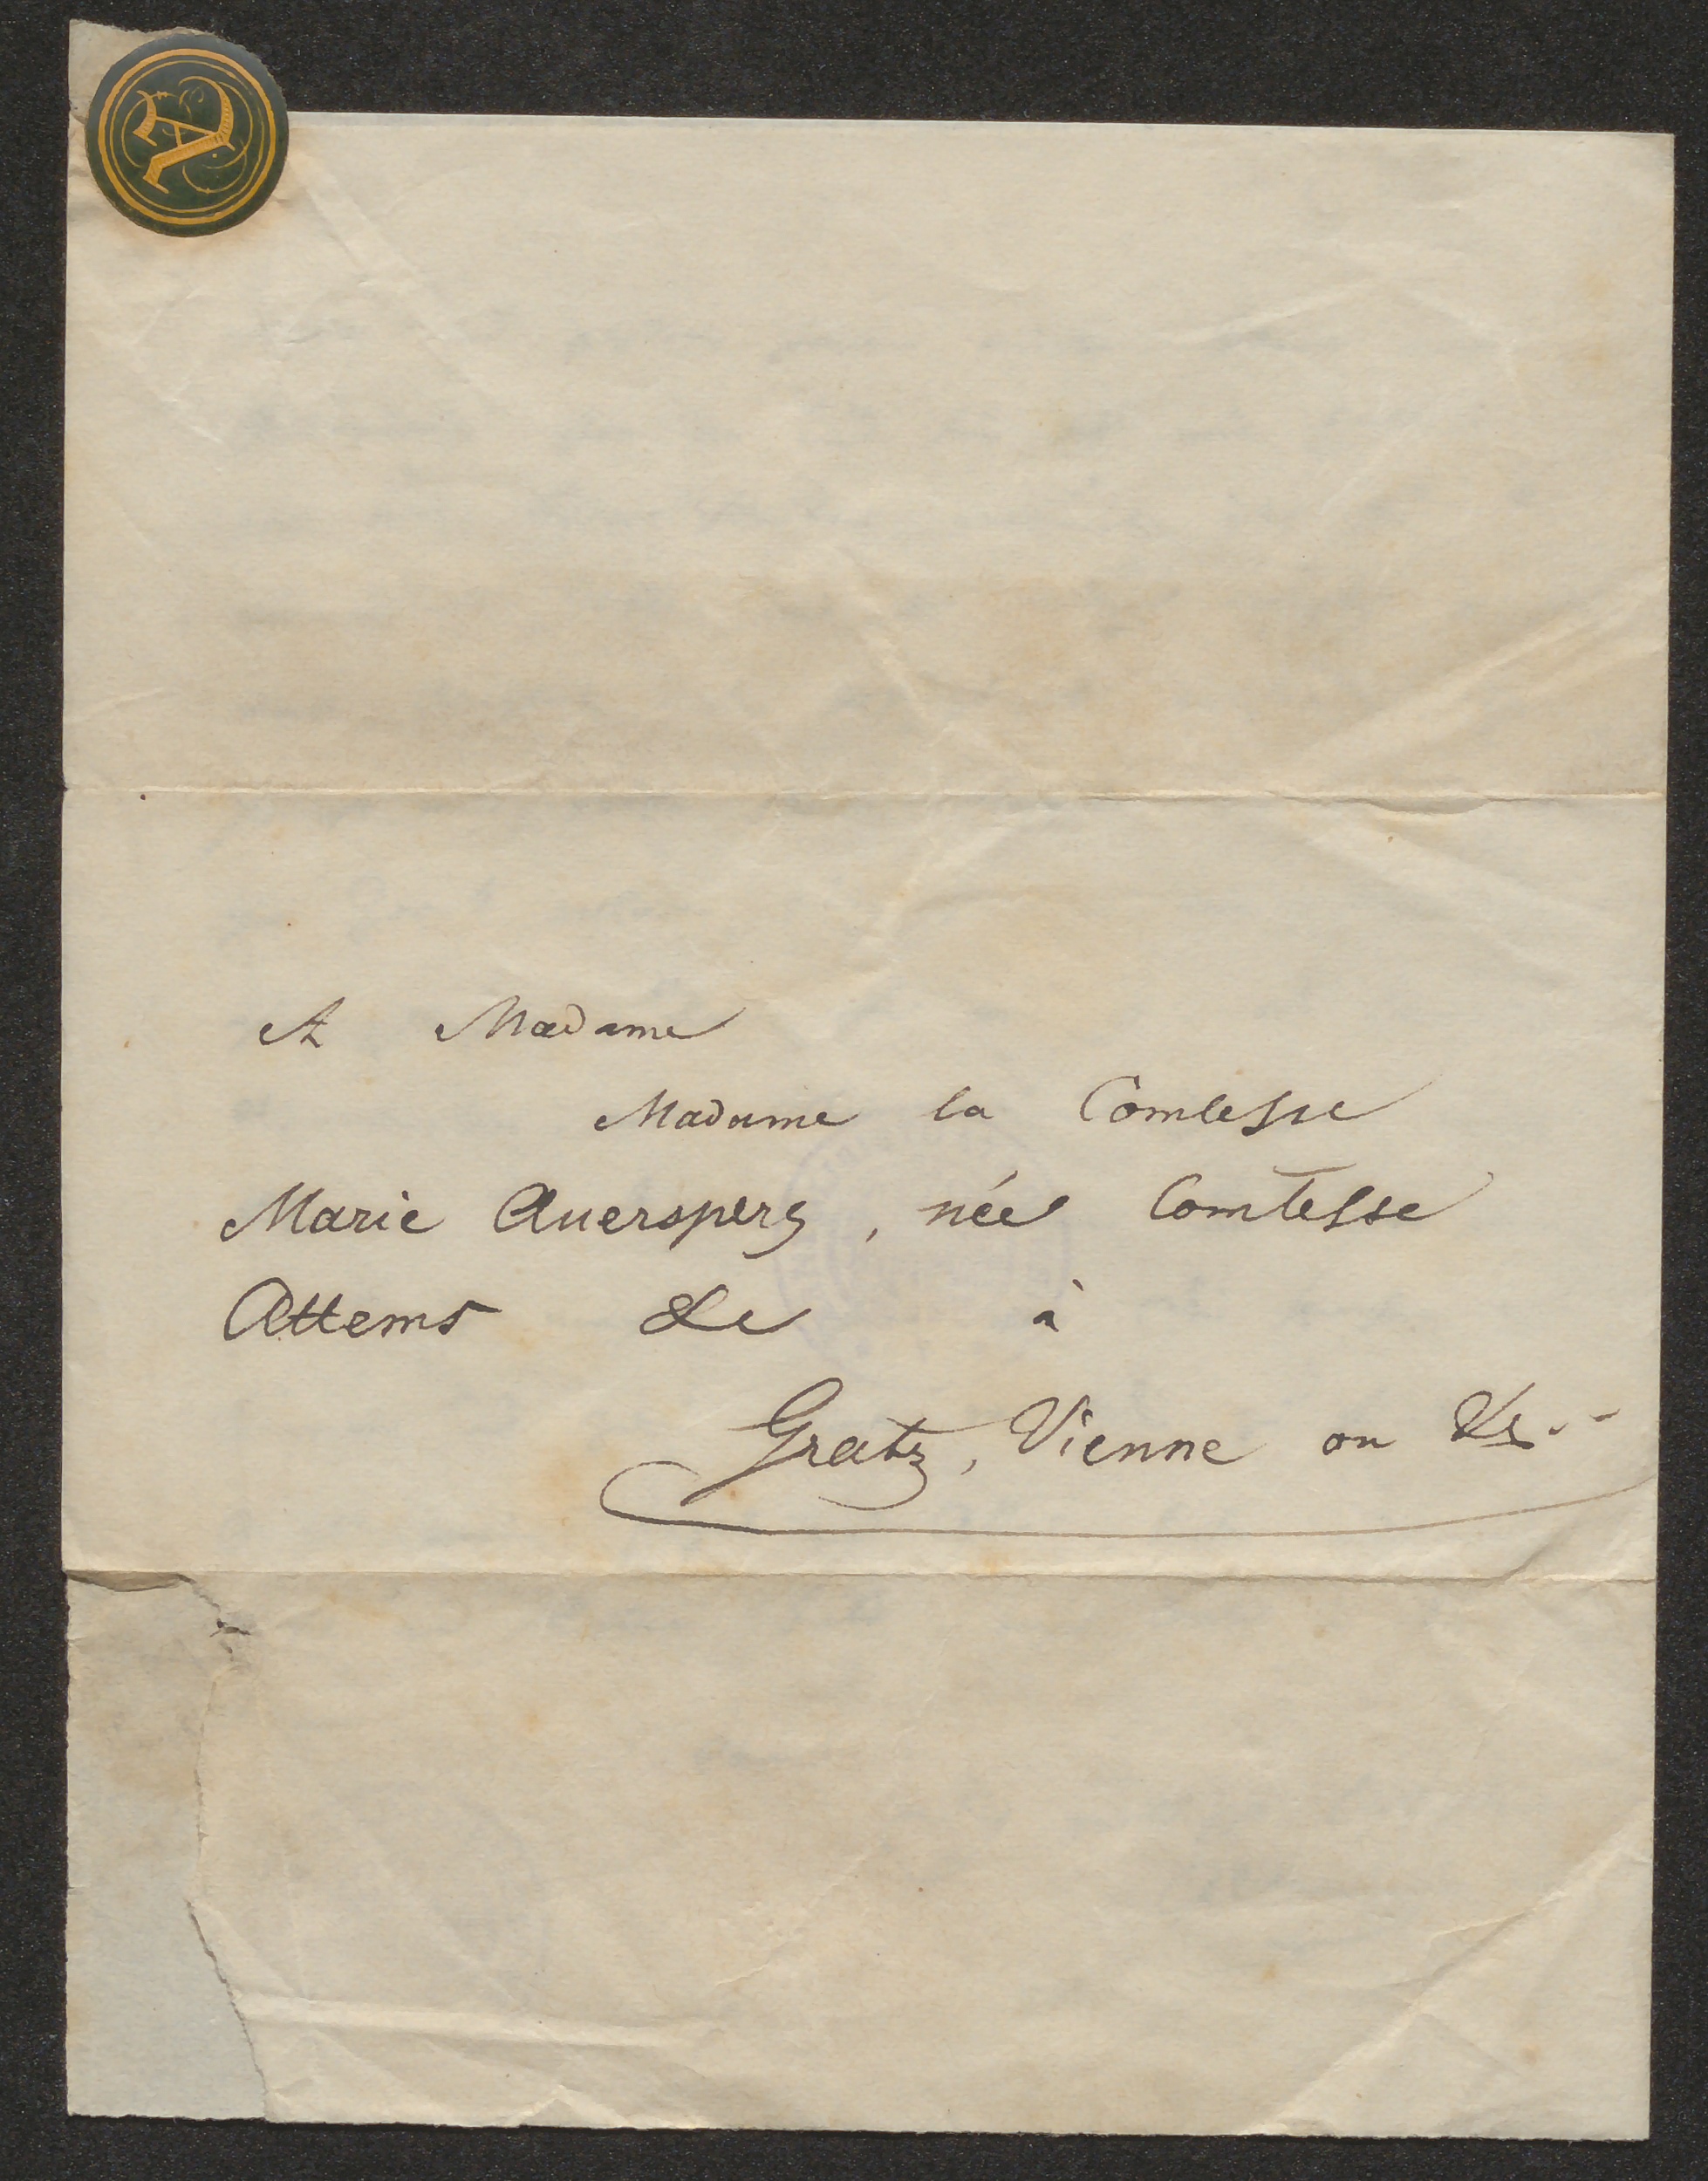 A
A Madame
Madame la Comtesse
Marie Auersperg, née Comtesse
Attems &c à
Gratz, Vienne ou &c..